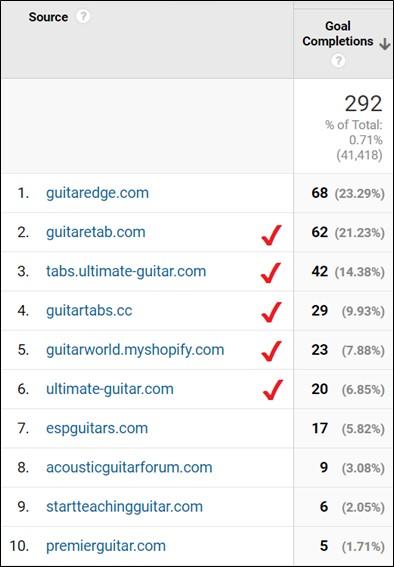 Source ?
Goal
Completions
?
292
% of Total:
0.71%
(41,418)
1. guitaredge.com 68 (23.29%)
2. guitaretab.com 62 (21.23%)
3. tabs.ultimate-guitar.com 42 (14.38%)
4. guitartabs.cc 29 (9.93%)
5. guitarworld.myshopify.com 23 (7.88%)
6. ultimate-guitar.com 20 (6.85%)
7. espguitars.com 17 (5.82%)
8. acousticguitarforum.com 9 (3.08%)
9. startteachingguitar.com 6 (2.05%)
10. premierguitar.com 5 (1.71%)